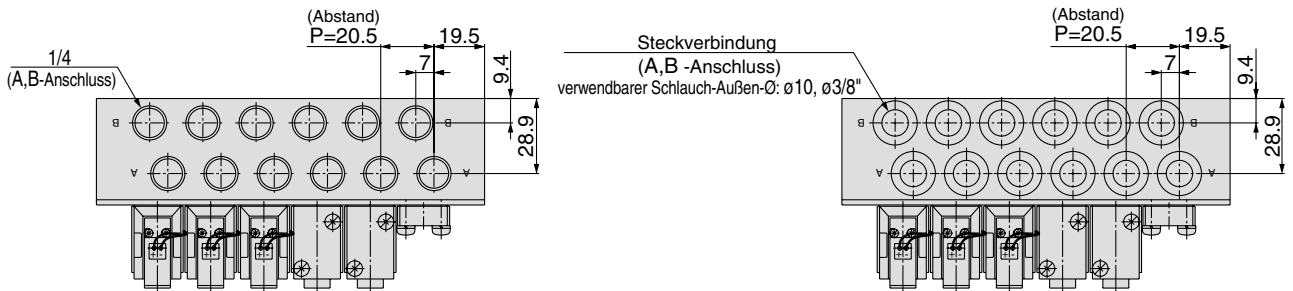 (Abstand)
P=20.5
19.5
7
9.4
28.9
1/4
(A,B-Anschluss)
B
B
A
A
(Abstand)
P=20.5
19.5
7
9.4
28.9
Steckverbindung
(A,B -Anschluss)
verwendbarer Schlauch-Außen-Ø: ø10, ø3/8"
B
B
A
A